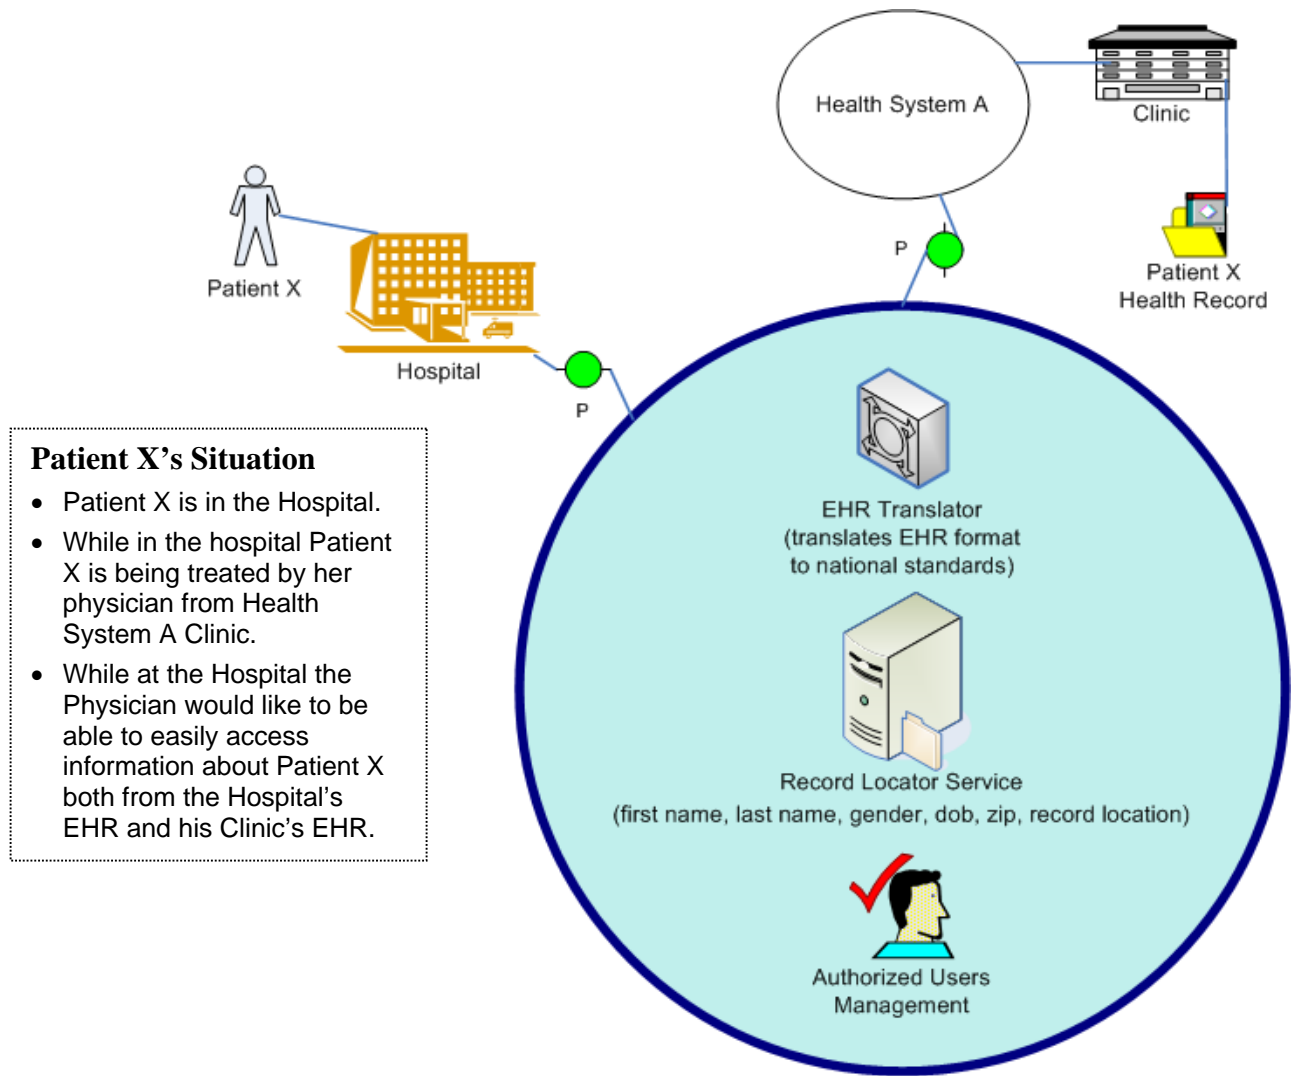 Health System A
Clinic
Patient X
Health Record
P
Patient X
Hospital
P
Patient X’s Situation
• Patient X is in the Hospital.
• While in the hospital Patient
X is being treated by her
physician from Health
System A Clinic.
• While at the Hospital the
Physician would like to be
able to easily access
information about Patient X
both from the Hospital’s
EHR and his Clinic’s EHR.
EHR Translator
(translates EHR format
to national standards)
Record Locator Service
(first name, last name, gender, dob, zip, record location)
Authorized Users
Management